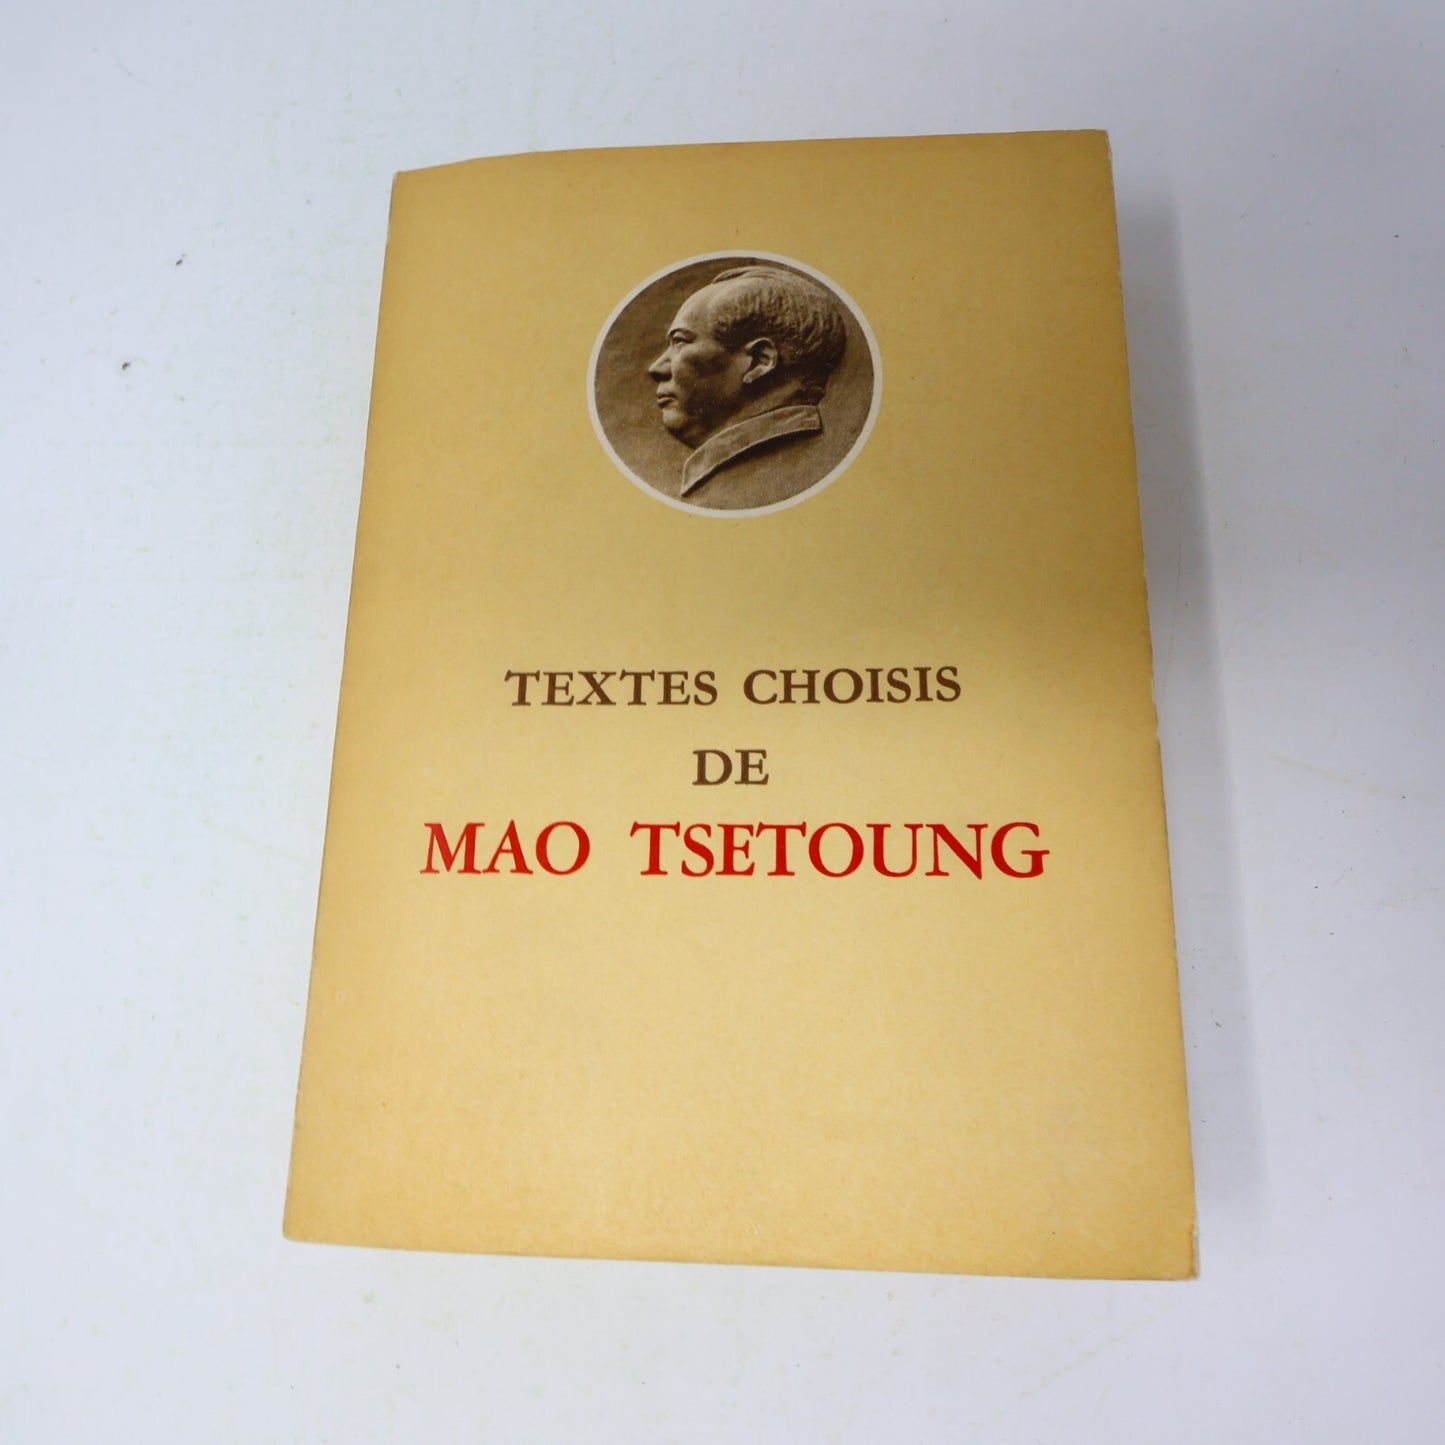 TEXTES CHOISIS
DE
MAO TSETOUNG